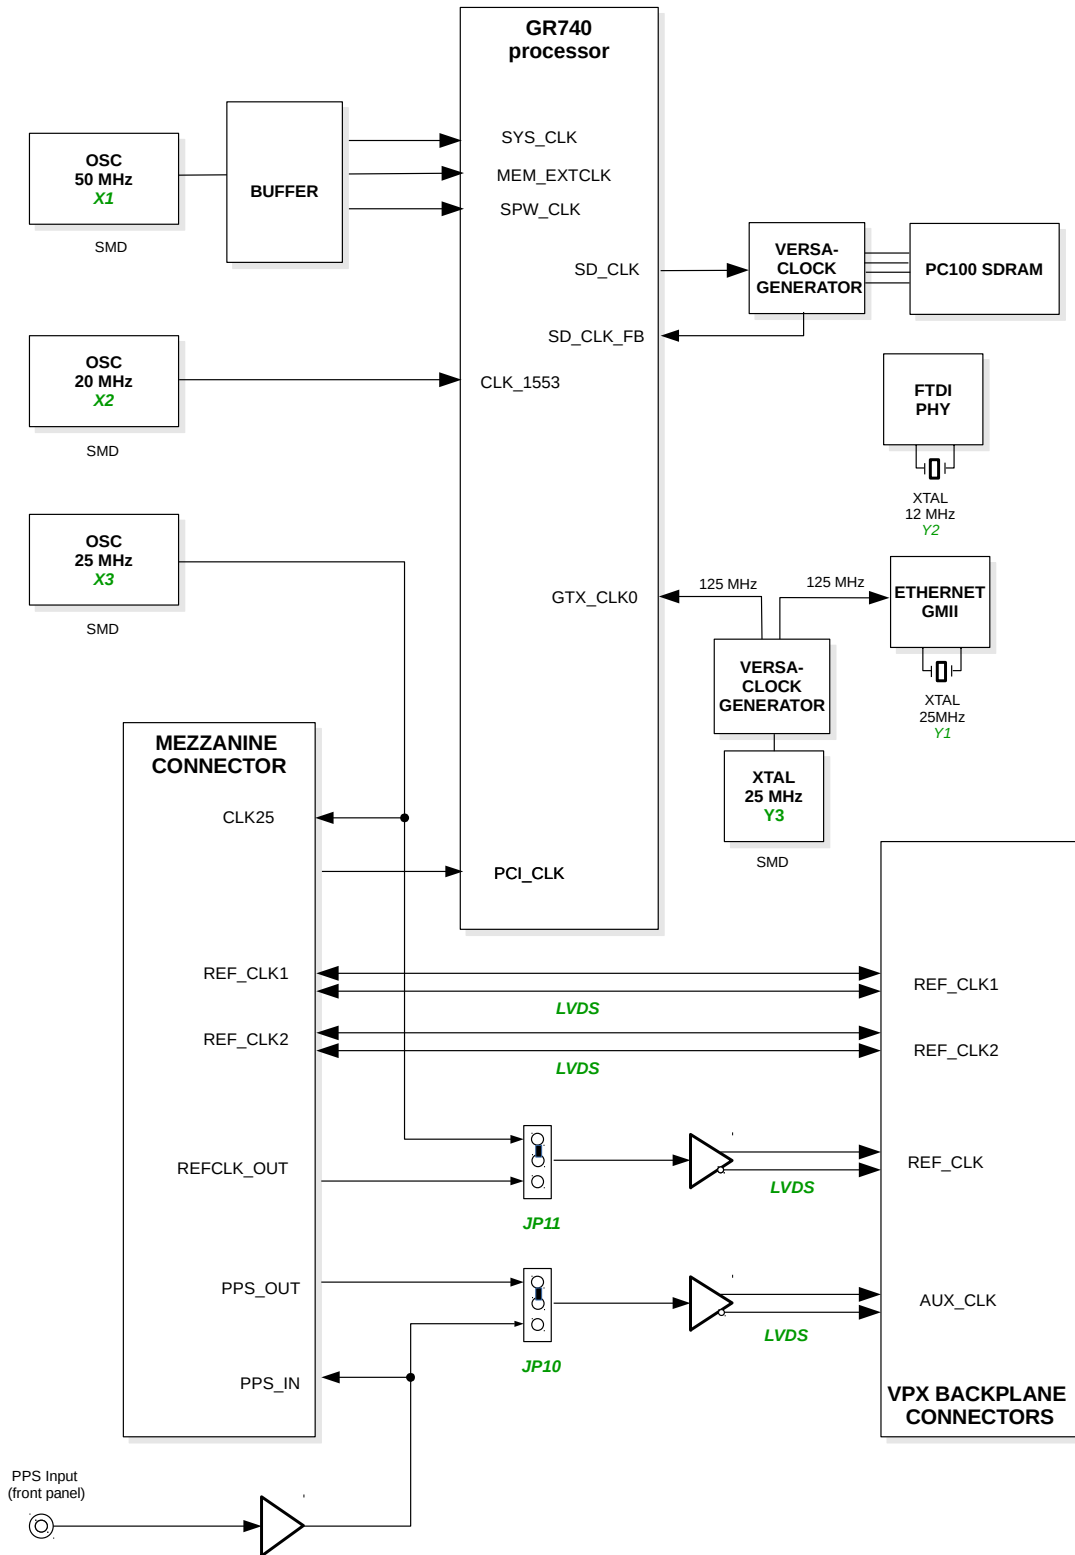 GR740
processor
SYS_CLK
MEM_EXTCLK
SPW_CLK
SD_CLK
SD_CLK_FB
CLK_1553
GTX_CLK0
PCI_CLK
OSC
50 MHz
X1
SMD
BUFFER
OSC
20 MHz
X2
SMD
OSC
25 MHz
X3
SMD
VERSA-
CLOCK
GENERATOR
PC100 SDRAM
FTDI
PHY
XTAL
12 MHz
Y2
125 MHz
125 MHz
ETHERNET
GMII
XTAL
25MHz
Y1
VERSA-
CLOCK
GENERATOR
XTAL
25 MHz
Y3
SMD
MEZZANINE
CONNECTOR
CLK25
REF_CLK1
REF_CLK2
REFCLK_OUT
PPS_OUT
PPS_IN
LVDS
LVDS
JP11
LVDS
JP10
LVDS
REF_CLK1
REF_CLK2
REF_CLK
AUX_CLK
VPX BACKPLANE
CONNECTORS
PPS Input
(front panel)